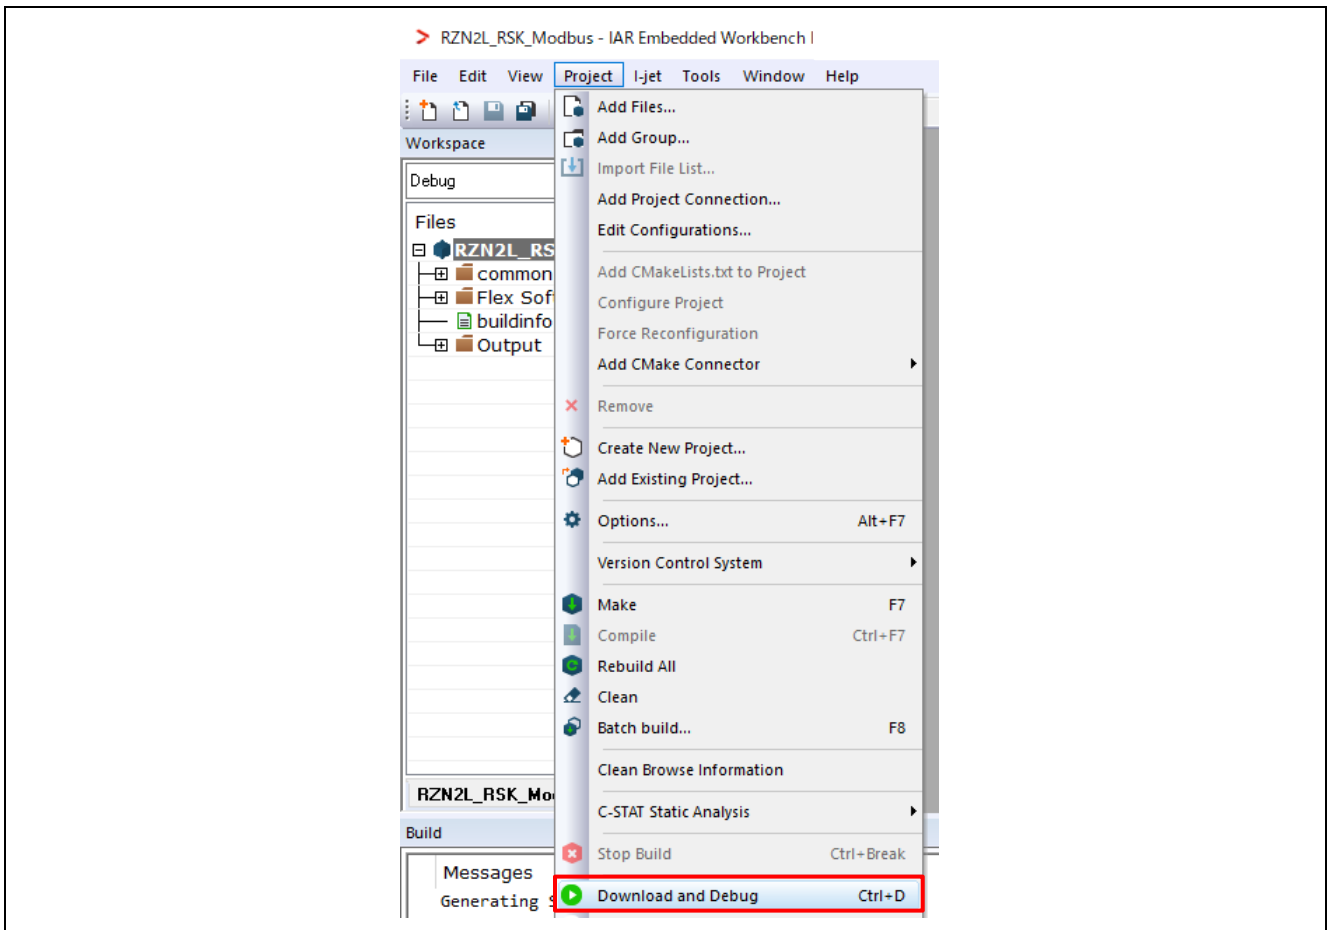 RZN2L_RSK_Modbus - IAR Embedded Workbench I
File Edit View Project I-jet Tools Window Help
Workspace
Debug
Files
RZN2L_RS
common
Flex Sof
buildinfo
Output
RZN2L_RSK_Mo
Build
Messages
Generating
Add Files...
Add Group...
Import File List...
Add Project Connection...
Edit Configurations...
Add CMakeLists.txt to Project
Configure Project
Force Reconfiguration
Add CMake Connector
Remove
Create New Project...
Add Existing Project...
Options... Alt+F7
Version Control System
Make F7
Compile Ctrl+F7
Rebuild All
Clean
Batch build... F8
Clean Browse Information
C-STAT Static Analysis
Stop Build Ctrl+Break
Download and Debug Ctrl+D